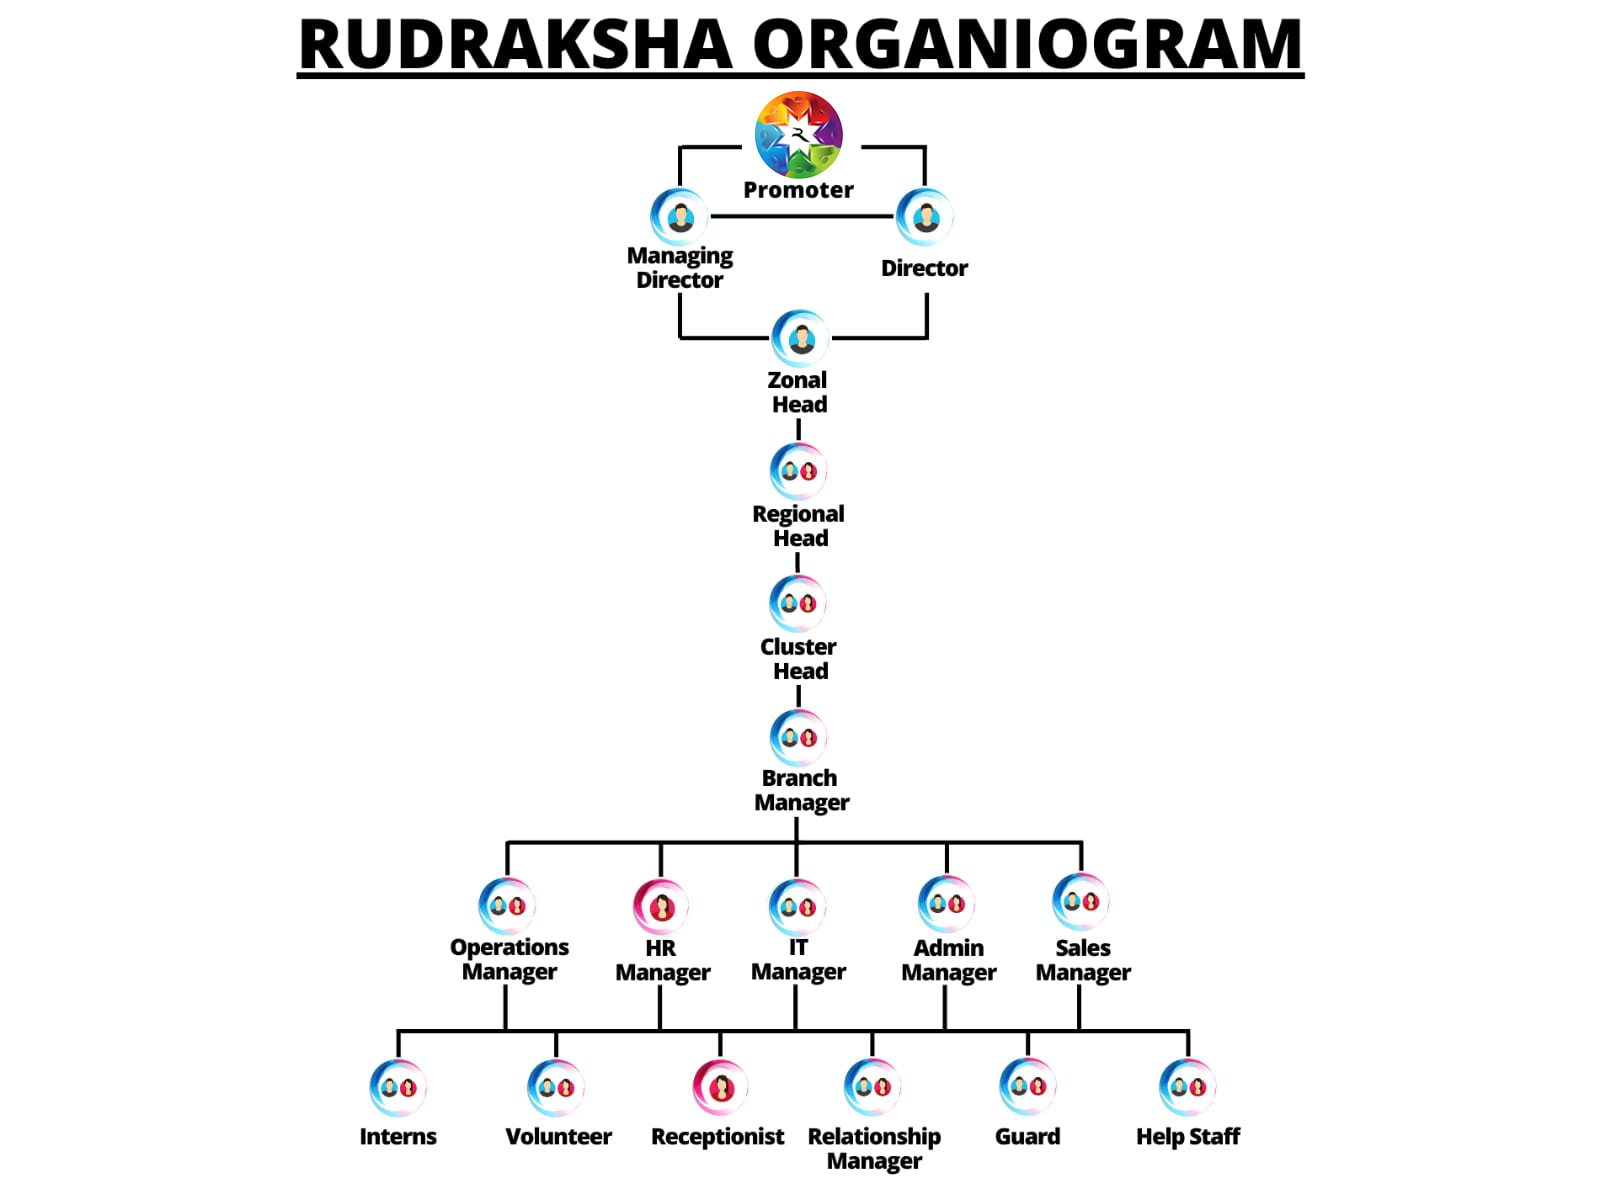 RUDRAKSHA ORGANIOGRAM
R
Promoter
Managing
Director
Director
Zonal
Head
Regional
Head
Cluster
Head
Branch
Manager
Operations
Manager
HR
Manager
IT
Manager
Admin
Manager
Sales
Manager
Interns
Volunteer
Receptionist
Relationship
Manager
Guard
Help Staff